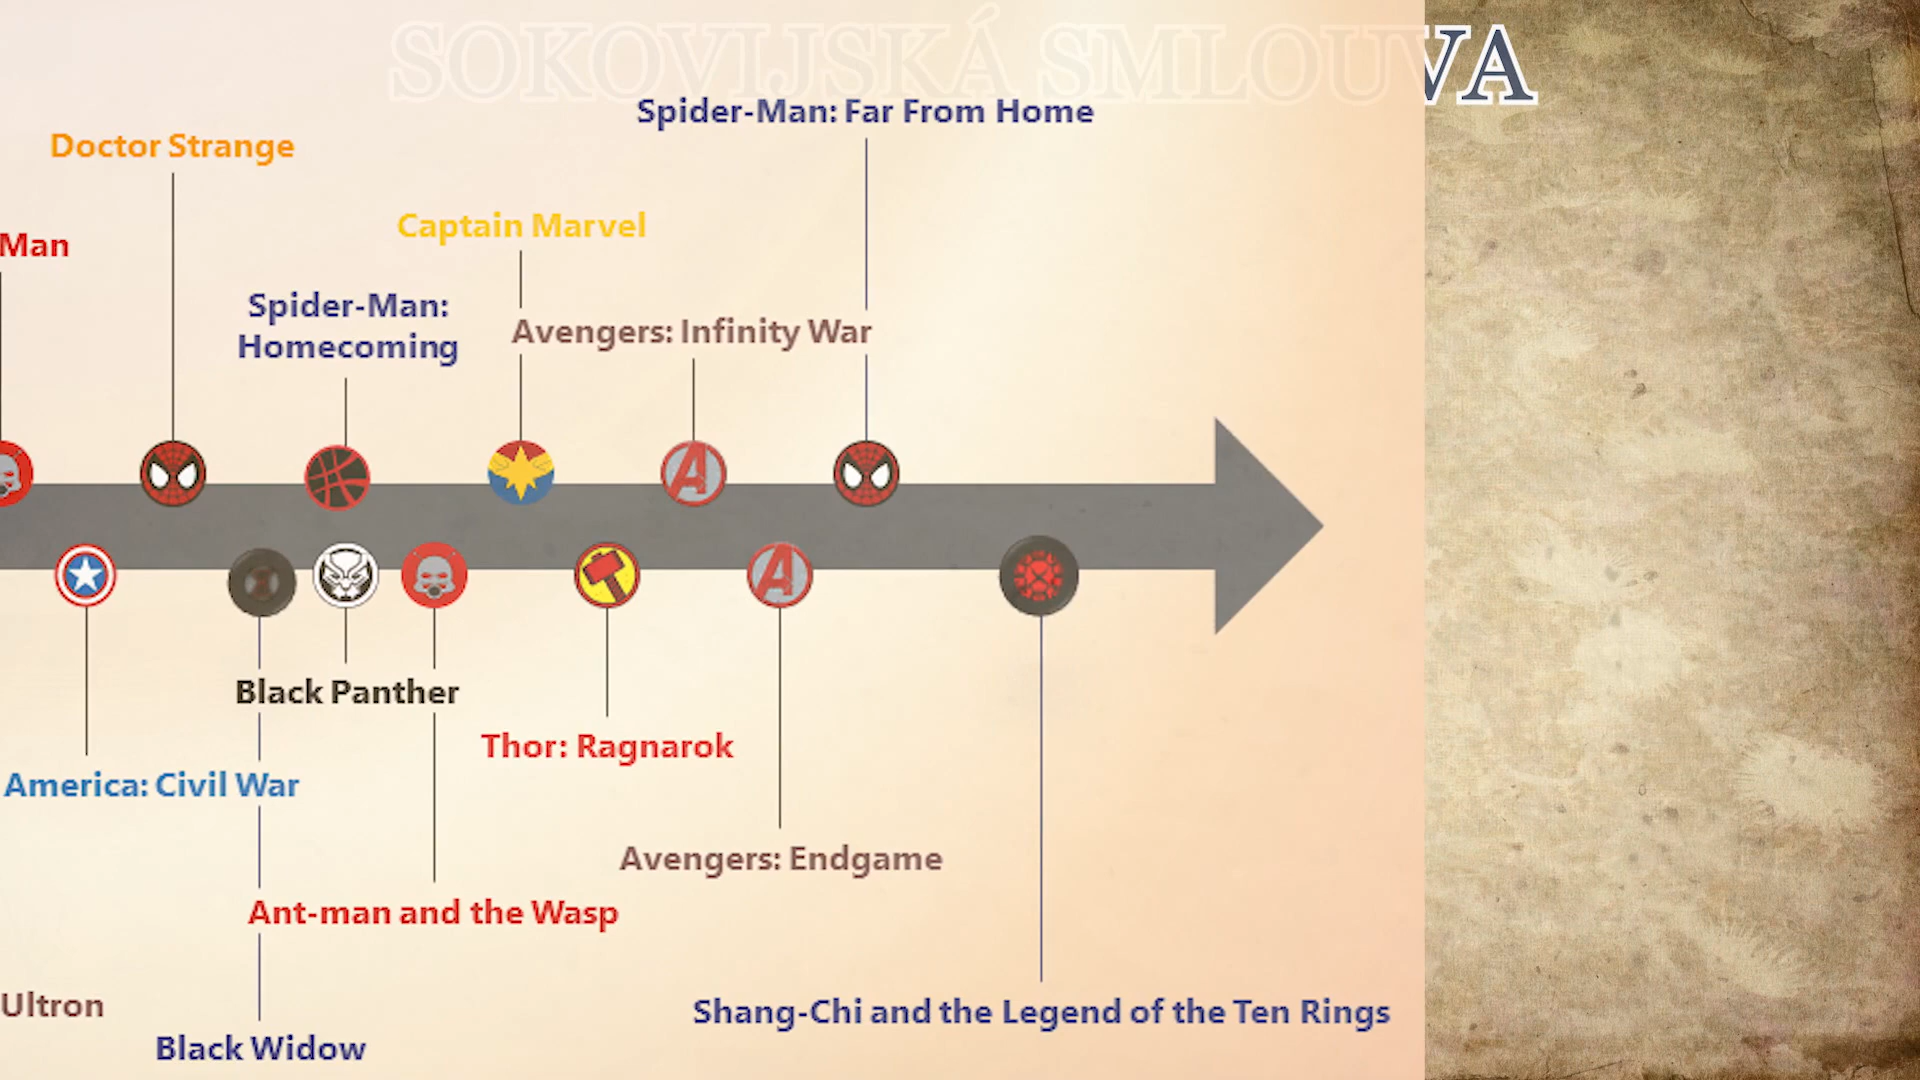 SOKOVIJSKÁ SMLOUVA
Spider-Man: Far From Home
Doctor Strange
Captain Marvel
Man
Spider-Man:
Homecoming
Avengers: Infinity War
Black Panther
Thor: Ragnarok
America: Civil War
Avengers: Endgame
Ant-man and the Wasp
Ultron
Shang-Chi and the Legend of the Ten Rings
Black Widow